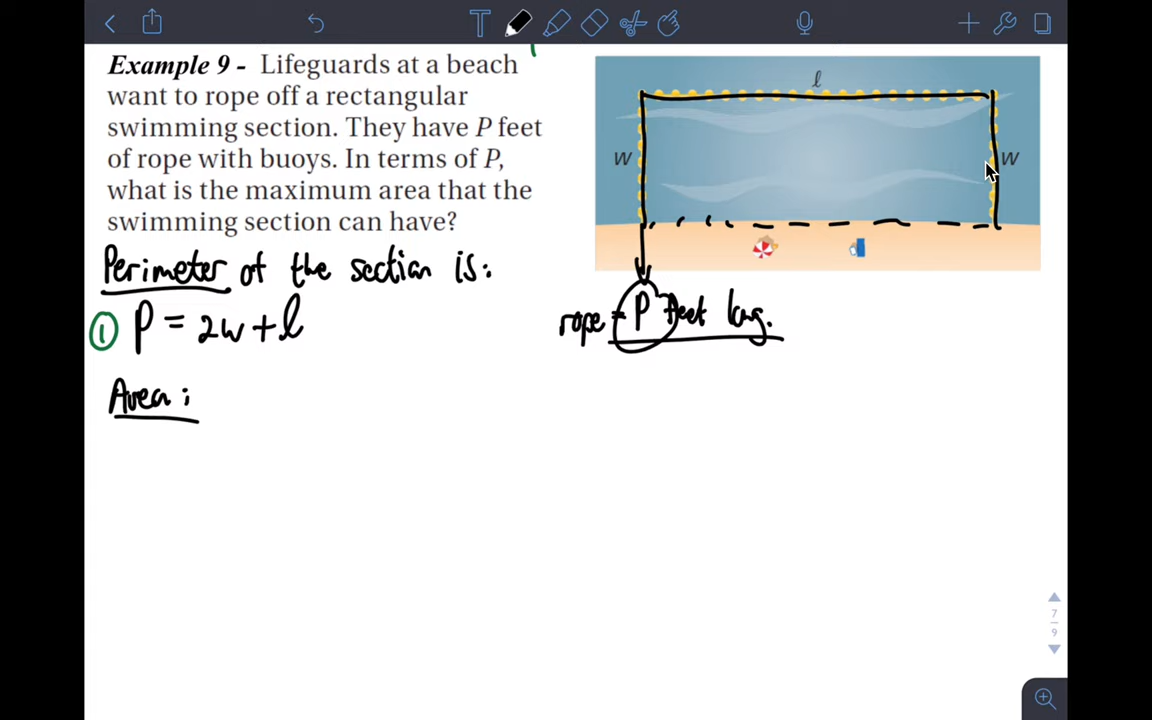 Example 9 - Lifeguards at a beach
want to rope off a rectangular
swimming section. They have P feet
of rope with buoys. In terms of P,
what is the maximum area that the
swimming section can have?
ℓ
w
w
Perimeter of the section is:
① P = 2w + ℓ
rope = P feet long.
Area:
T
7
9